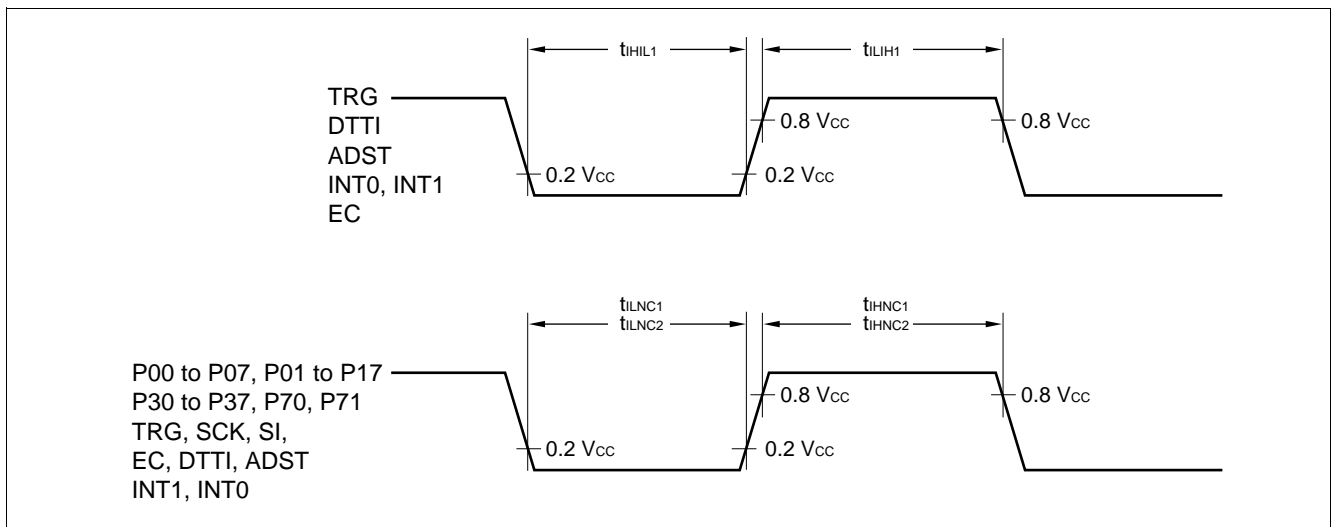 tIHIL1 tILIH1
TRG
DTTI
ADST
INT0, INT1
EC
0.2 VCC
0.8 VCC
0.2 VCC
0.8 VCC
tILNC1 tIHNC1
tILNC2 tIHNC2
P00 to P07, P01 to P17
P30 to P37, P70, P71
TRG, SCK, SI,
EC, DTTI, ADST
INT1, INT0
0.2 VCC
0.8 VCC
0.2 VCC
0.8 VCC